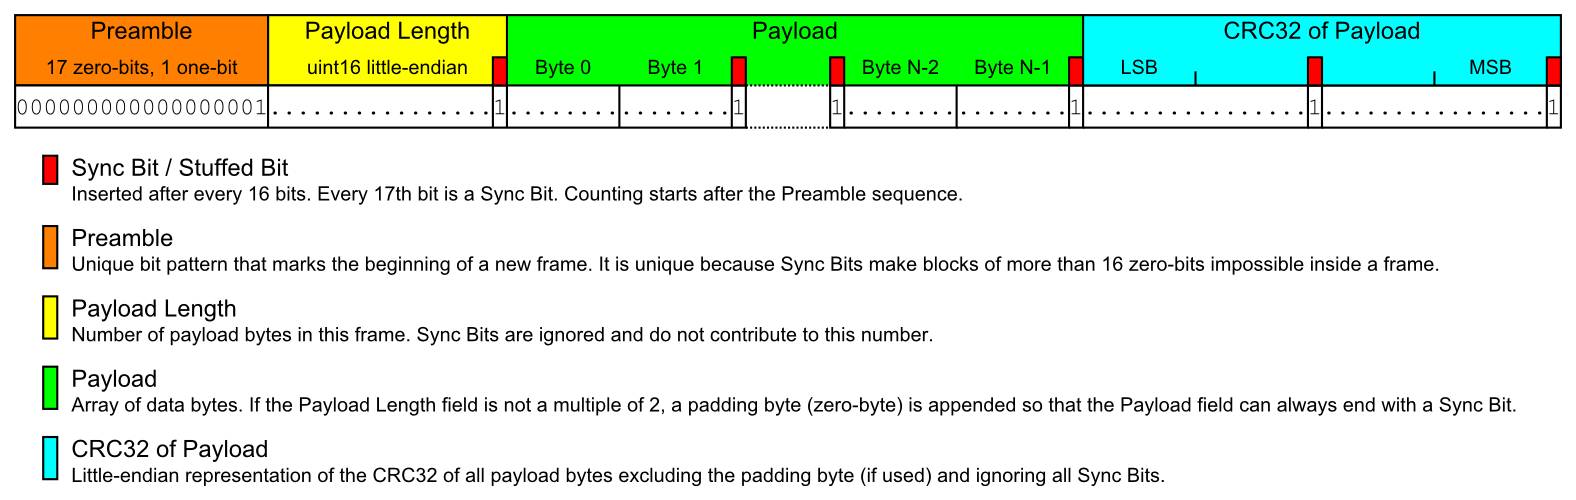 Preamble Payload Length Payload CRC32 of Payload
17 zero-bits, 1 one-bit uint16 little-endian Byte 0 Byte 1 Byte N-2 Byte N-1 LSB MSB
000000000000000001 ................ 1 ........ ........ 1 1 ........ ........ 1 ................ 1 ................ 1
Sync Bit / Stuffed Bit
Inserted after every 16 bits. Every 17th bit is a Sync Bit. Counting starts after the Preamble sequence.
Preamble
Unique bit pattern that marks the beginning of a new frame. It is unique because Sync Bits make blocks of more than 16 zero-bits impossible inside a frame.
Payload Length
Number of payload bytes in this frame. Sync Bits are ignored and do not contribute to this number.
Payload
Array of data bytes. If the Payload Length field is not a multiple of 2, a padding byte (zero-byte) is appended so that the Payload field can always end with a Sync Bit.
CRC32 of Payload
Little-endian representation of the CRC32 of all payload bytes excluding the padding byte (if used) and ignoring all Sync Bits.